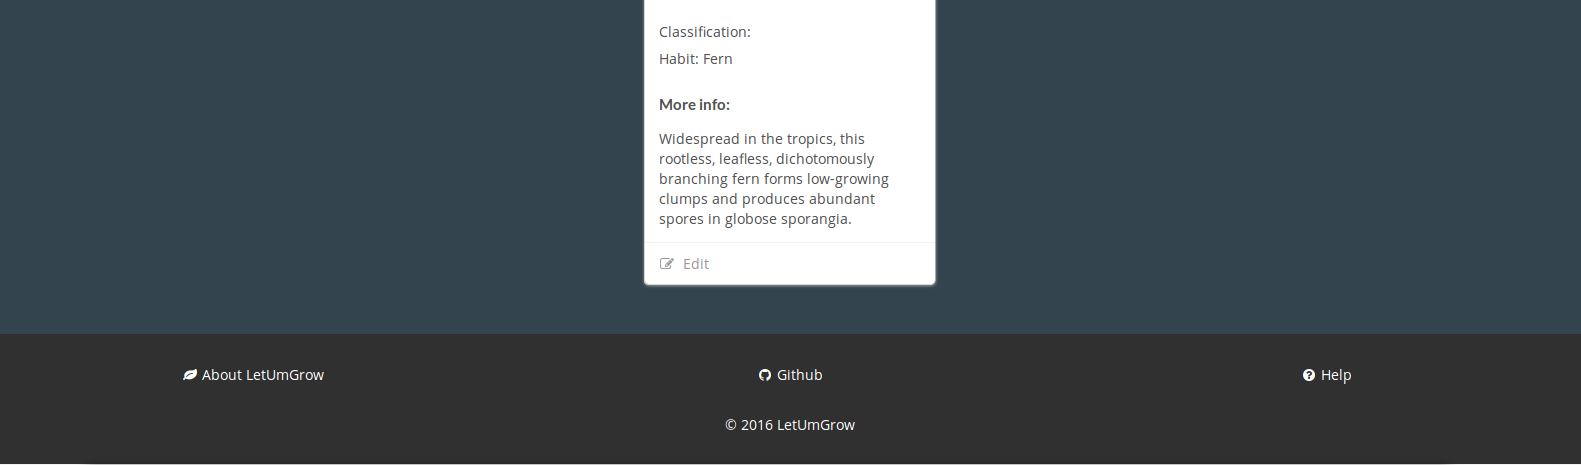 Classification:
Habit: Fern
More info:
Widespread in the tropics, this
rootless, leafless, dichotomously
branching fern forms low-growing
clumps and produces abundant
spores in globose sporangia.
Edit
About LetUmGrow
Github
Help
© 2016 LetUmGrow